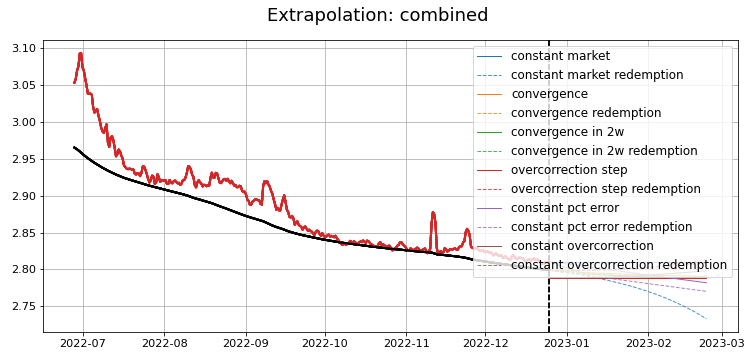 Extrapolation: combined
3.10
3.05
3.00
2.95
2.90
2.85
2.80
2.75
constant market
constant market redemption
convergence
convergence redemption
convergence in 2w
convergence in 2w redemption
overcorrection step
overcorrection step redemption
constant pct error
constant pct error redemption
constant overcorrection
constant overcorrection redemption
2022-07
2022-08
2022-09
2022-10
2022-11
2022-12
2023-01
2023-02
2023-03